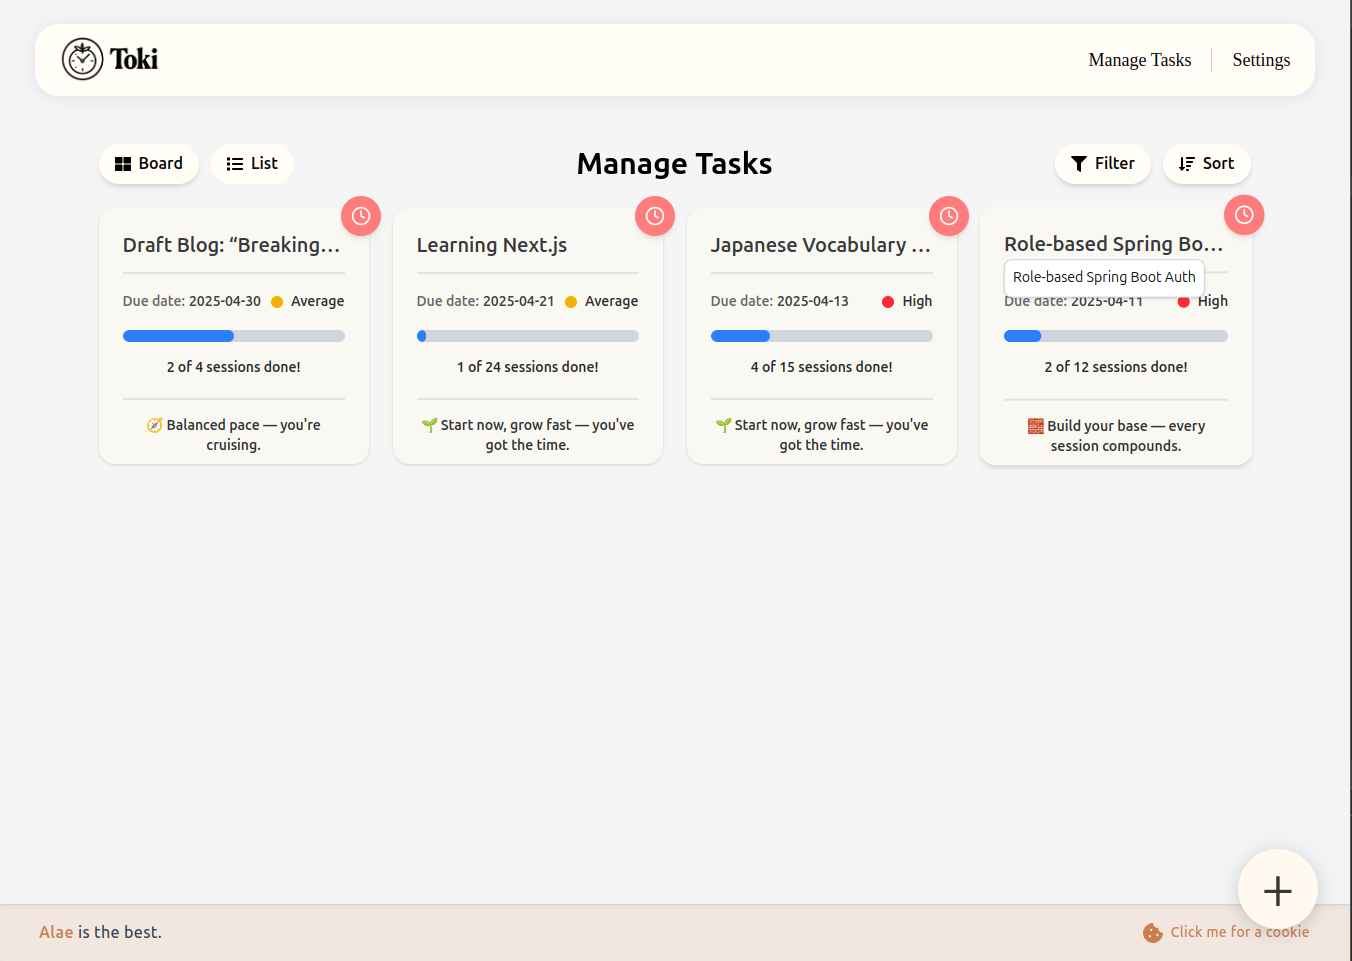 Toki
Manage Tasks
Settings
Board
List
Manage Tasks
Filter
Sort
Draft Blog: “Breaking...
Due date: 2025-04-30
Average
2 of 4 sessions done!
🧭 Balanced pace — you're
cruising.
Learning Next.js
Due date: 2025-04-21
Average
1 of 24 sessions done!
🌱 Start now, grow fast — you've
got the time.
Japanese Vocabulary ...
Due date: 2025-04-13
High
4 of 15 sessions done!
🌱 Start now, grow fast — you've
got the time.
Role-based Spring Bo...
Role-based Spring Boot Auth
Due date: 2025-04-11
High
2 of 12 sessions done!
🧱 Build your base — every
session compounds.
Alae is the best.
Click me for a cookie